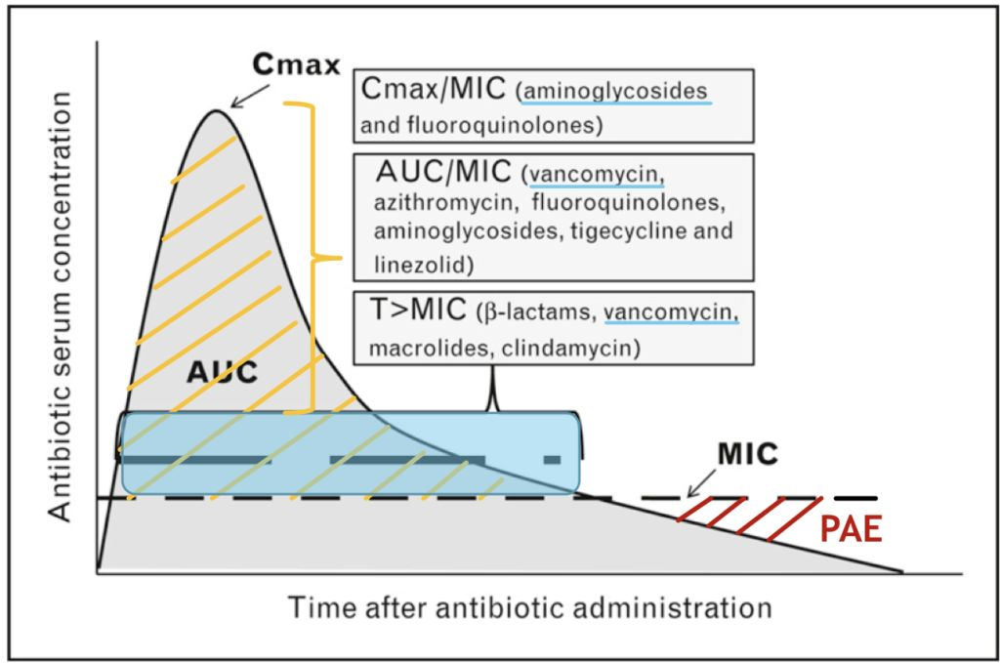 Cmax
Cmax/MIC (aminoglycosides
and fluoroquinolones)
AUC/MIC (vancomycin,
azithromycin, fluoroquinolones,
aminoglycosides, tigecycline and
linezolid)
T>MIC (β-lactams, vancomycin,
macrolides, clindamycin)
AUC
MIC
PAE
Antibiotic serum concentration
Time after antibiotic administration